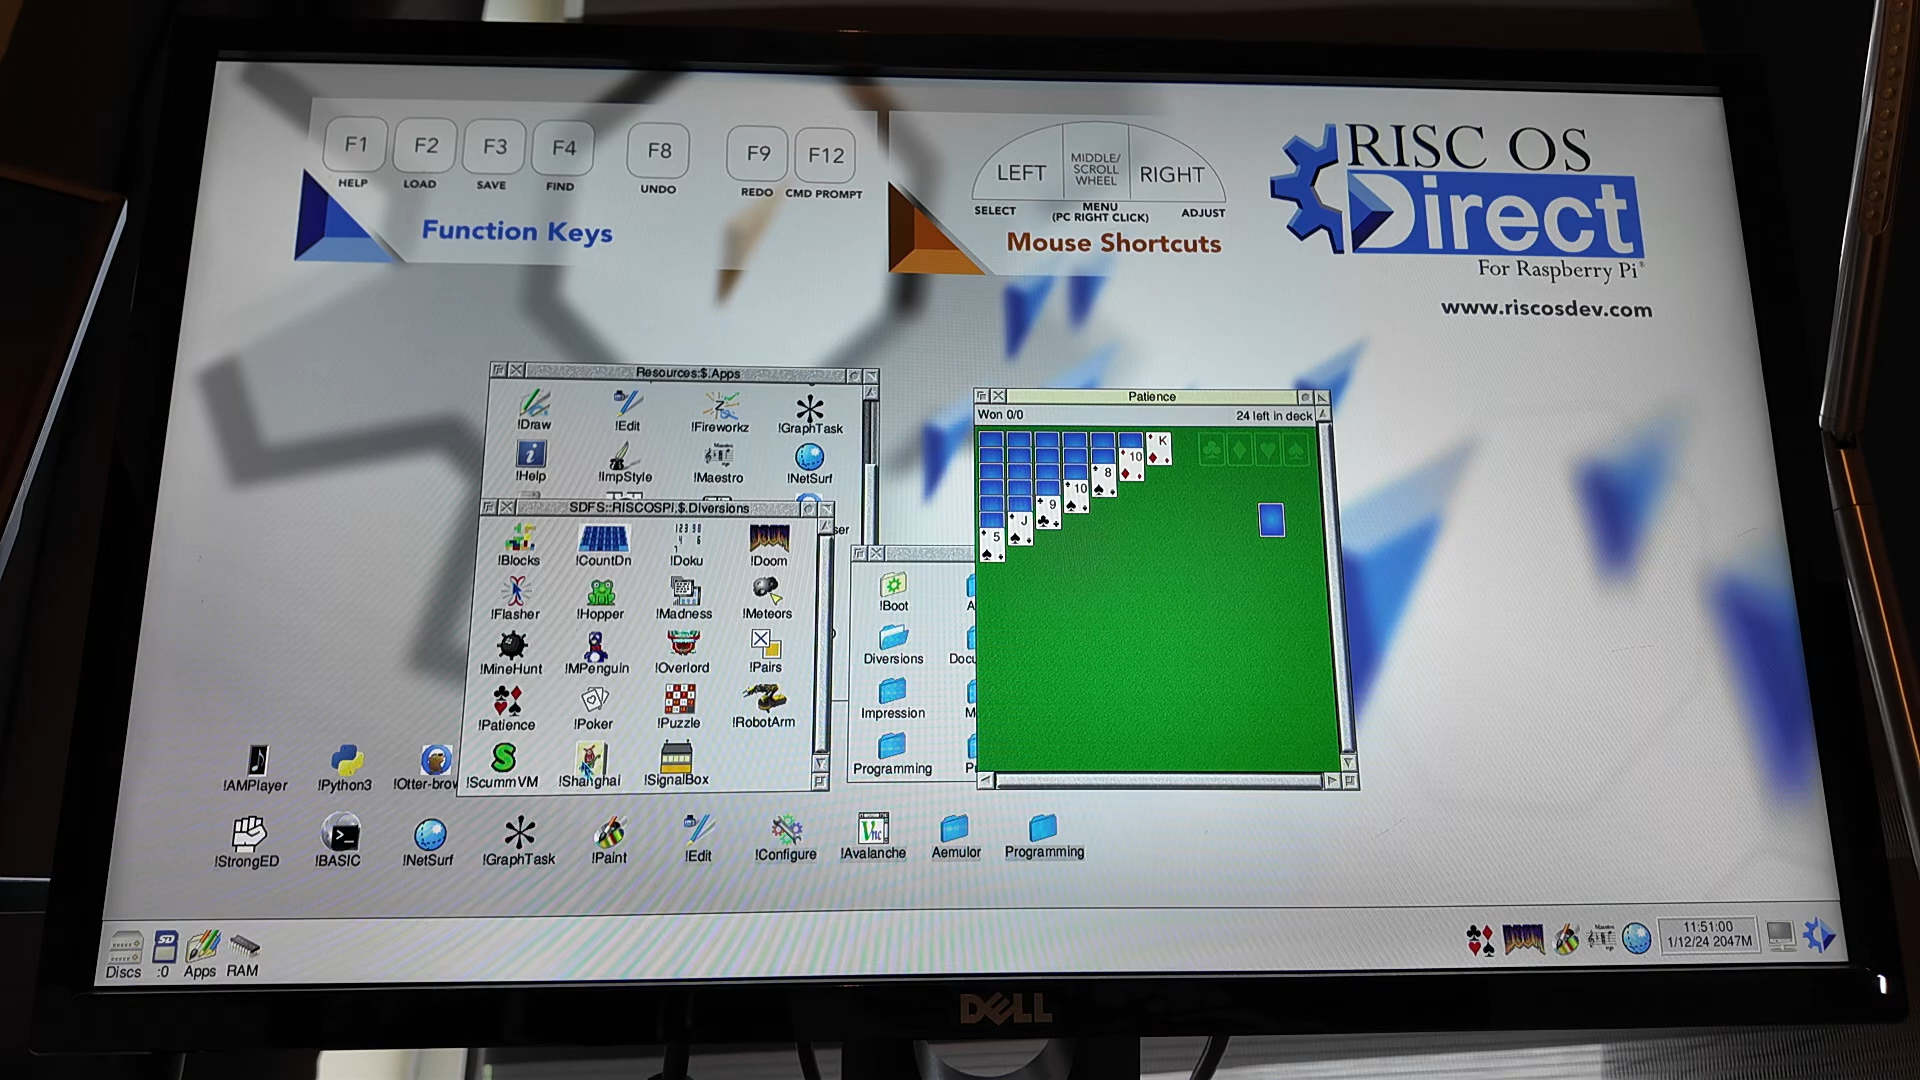 F1 F2 F3 F4 F8 F9 F12
HELP LOAD SAVE FIND UNDO REDO CMD PROMPT
Function Keys
LEFT MIDDLE/ SCROLL WHEEL RIGHT
SELECT MENU (PC RIGHT CLICK) ADJUST
Mouse Shortcuts
RISC OS
Direct
For Raspberry Pi®
www.riscosdev.com
Resources:$.Apps
!Draw !Edit !Fireworkz !GraphTask
!Help !ImpStyle !Maestro !NetSurf
SDFS::RISCOSPi.$.Diversions
!Blocks !CountDn !Doku !Doom
!Flasher !Hopper !Madness !Meteors
!MineHunt !MPenguin !Overlord !Pairs
!Patience !Poker !Puzzle !RobotArm
!ScummVM !Shanghai !SignalBox
!Boot A
Diversions Docu
Impression M
Programming P
Patience
Won 0/0 24 left in deck
K
10
8
10
9
J
5
!AMPlayer !Python3 !Otter-brow
!StrongED !BASIC !NetSurf !GraphTask !Paint !Edit !Configure !Avalanche Aemulor Programming
Discs :0 Apps RAM
11:51:00
1/12/24 2047M
DELL